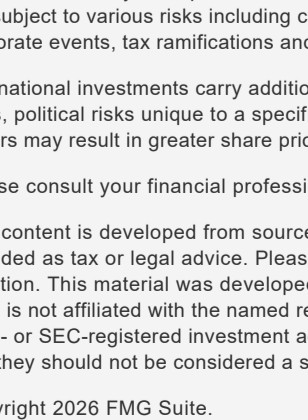 ubject to various risks including c
orate events, tax ramifications an
national investments carry additio
, political risks unique to a specif
rs may result in greater share pric
se consult your financial professi
content is developed from source
ded as tax or legal advice. Pleas
tion. This material was develope
is not affiliated with the named re
- or SEC-registered investment a
they should not be considered a s
yright 2026 FMG Suite.